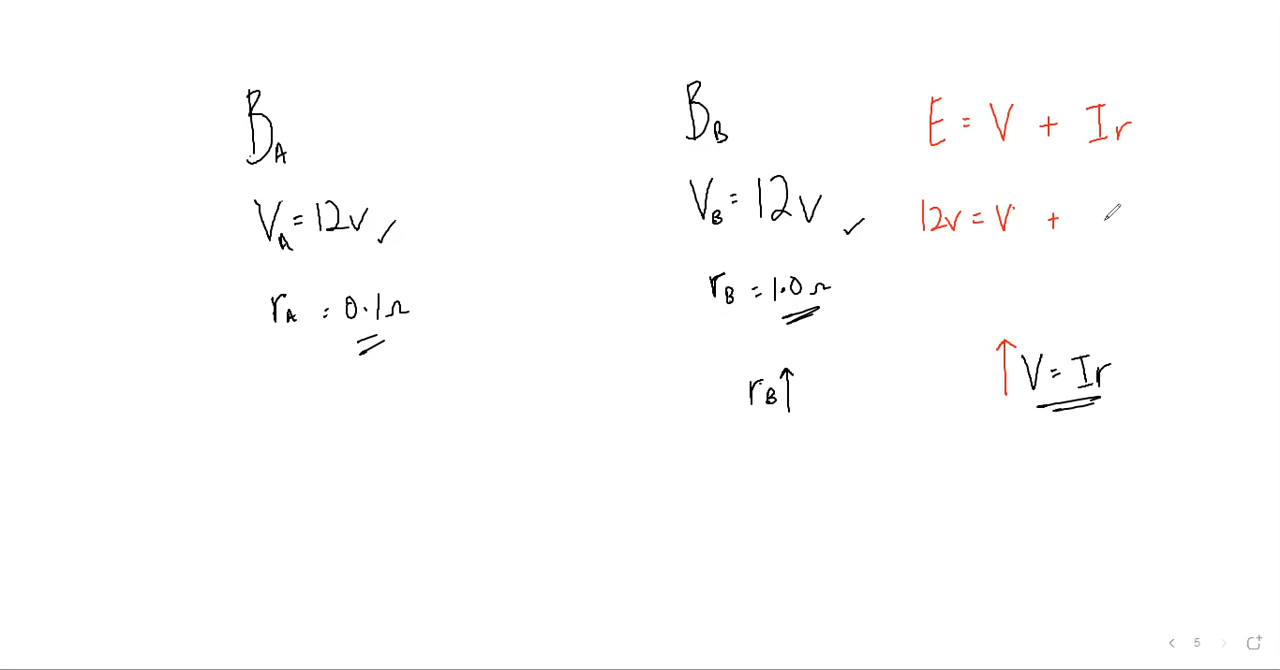 B_A
V_A = 12v ✓
r_A = 0.1Ω
B_B
V_B = 12v ✓
r_B = 1.0Ω
r_B ↑
E = V + Ir
12v = V +
↑ V = Ir
5